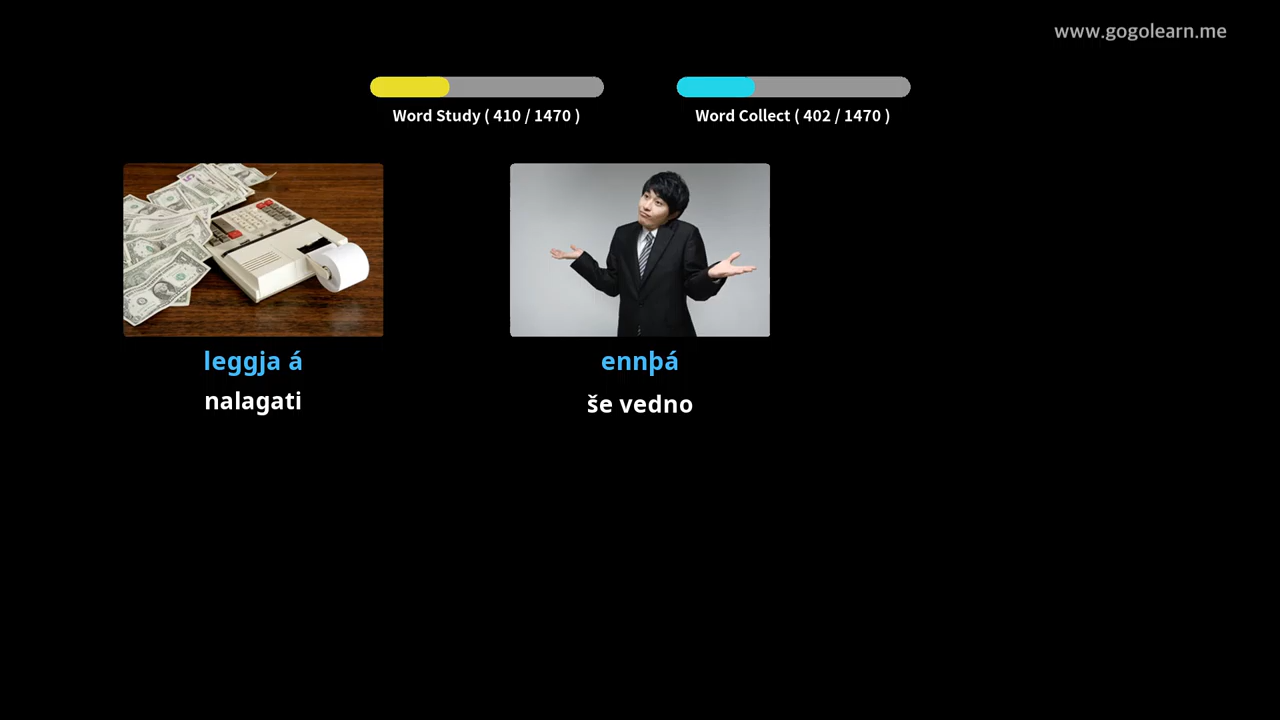 www.gogolearn.me
Word Study ( 410 / 1470 )
Word Collect ( 402 / 1470 )
leggja á
nalagati
ennþá
še vedno